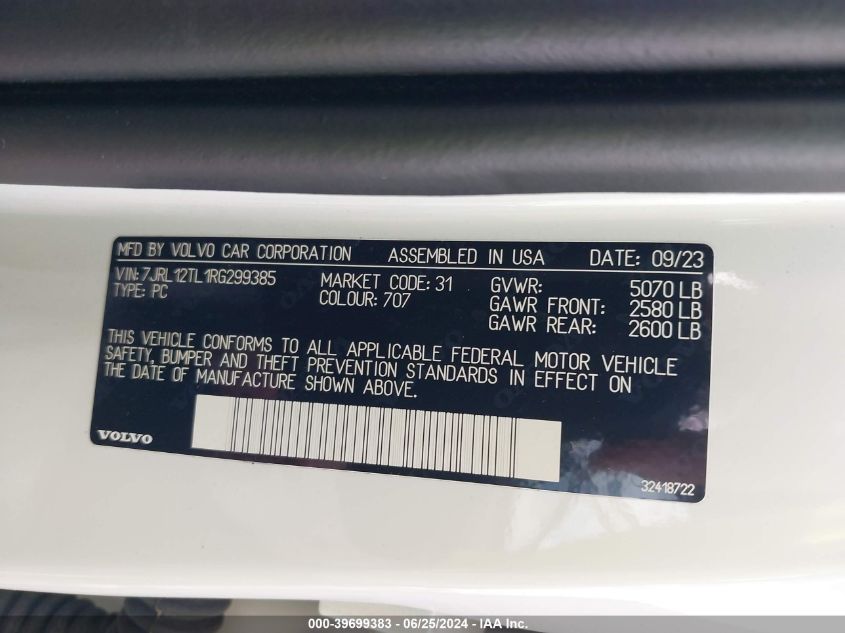 MFD BY VOLVO CAR CORPORATION ASSEMBLED IN USA DATE: 09/23
VIN: 7JRL12TL1RG299385 MARKET CODE: 31 GVWR: 5070 LB
TYPE: PC COLOUR: 707 GAWR FRONT: 2580 LB
GAWR REAR: 2600 LB
THIS VEHICLE CONFORMS TO ALL APPLICABLE FEDERAL MOTOR VEHICLE
SAFETY, BUMPER AND THEFT PREVENTION STANDARDS IN EFFECT ON
THE DATE OF MANUFACTURE SHOWN ABOVE.
VOLVO
32418722
000-39699383 - 06/25/2024 - IAA Inc.